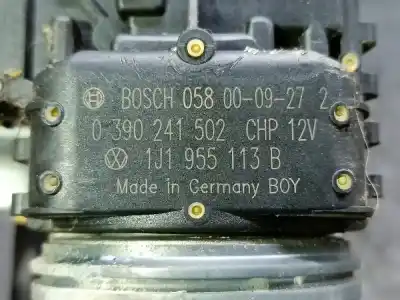 BOSCH 058 00-09-27 2
0 390 241 502 CHP 12V
1J1 955 113 B
Made in Germany BOY